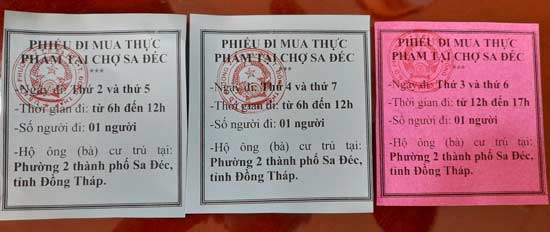 PHIẾU ĐI MUA THỰC
PHẨM TẠI CHỢ SA ĐÉC
***
-Ngày đi: Thứ 2 và thứ 5
-Thời gian đi: từ 6h đến 12h
-Số người đi: 01 người
-Hộ ông (bà) cư trú tại:
Phường 2 thành phố Sa Đéc,
tỉnh Đồng Tháp.
PHIẾU ĐI MUA THỰC
PHẨM TẠI CHỢ SA ĐÉC
***
-Ngày đi: Thứ 4 và thứ 7
-Thời gian đi: từ 6h đến 12h
-Số người đi: 01 người
-Hộ ông (bà) cư trú tại:
Phường 2 thành phố Sa Đéc,
tỉnh Đồng Tháp.
PHIẾU ĐI MUA THỰC
PHẨM TẠI CHỢ SA ĐÉC
***
-Ngày đi: Thứ 3 và thứ 6
-Thời gian đi: từ 12h đến 17h
-Số người đi: 01 người
-Hộ ông (bà) cư trú tại:
Phường 2 thành phố Sa Đéc,
tỉnh Đồng Tháp.